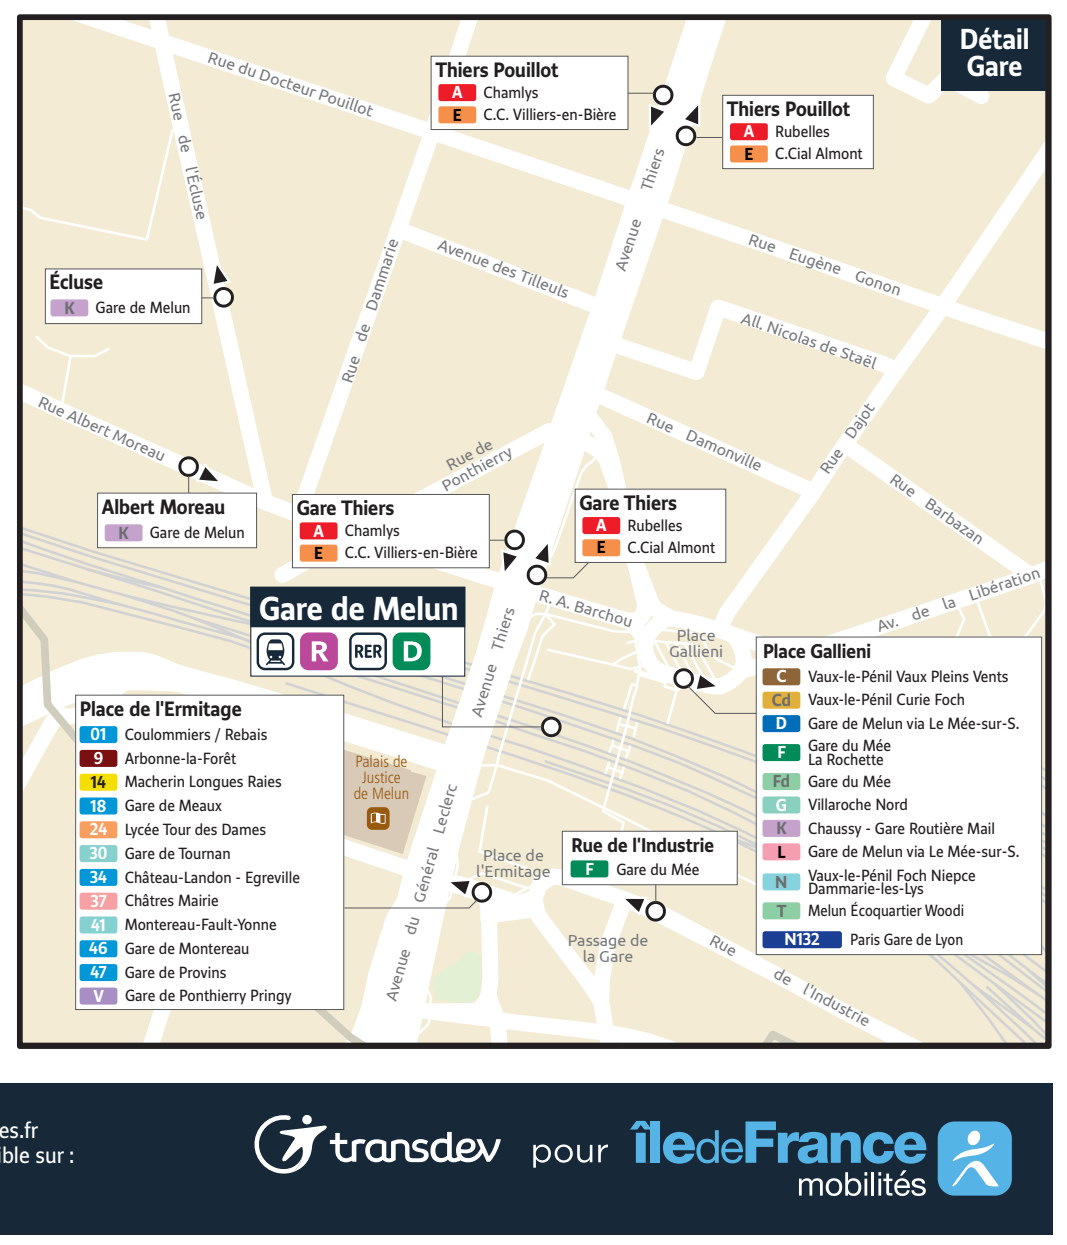 Détail
Gare
Rue du Docteur Pouillot
Thiers Pouillot
A Chamlys
E C.C. Villiers-en-Bière
Thiers Pouillot
A Rubelles
E C.Cial Almont
Rue de l'Écluse
Avenue Thiers
Rue Eugène Gonon
Avenue des Tilleuls
Rue de Dammarie
Écluse
K Gare de Melun
All. Nicolas de Staël
Rue Albert Moreau
Rue de
Ponthierry
Rue Damonville
Rue Dajot
Rue Barbazan
Albert Moreau
K Gare de Melun
Gare Thiers
A Chamlys
E C.C. Villiers-en-Bière
Gare Thiers
A Rubelles
E C.Cial Almont
Gare de Melun
R RER D
R. A. Barchou
Av. de la Libération
Place
Gallieni
Avenue Thiers
Place Gallieni
C Vaux-le-Pénil Vaux Pleins Vents
Cd Vaux-le-Pénil Curie Foch
D Gare de Melun via Le Mée-sur-S.
F Gare du Mée
La Rochette
Fd Gare du Mée
G Villaroche Nord
K Chaussy - Gare Routière Mail
L Gare de Melun via Le Mée-sur-S.
N Vaux-le-Pénil Foch Niepce
Dammarie-les-Lys
T Melun Écoquartier Woodi
N132 Paris Gare de Lyon
Place de l'Ermitage
01 Coulommiers / Rebais
9 Arbonne-la-Forêt
14 Macherin Longues Raies
18 Gare de Meaux
24 Lycée Tour des Dames
30 Gare de Tournan
34 Château-Landon - Egreville
37 Châtres Mairie
41 Montereau-Fault-Yonne
46 Gare de Montereau
47 Gare de Provins
V Gare de Ponthierry Pringy
Palais de
Justice
de Melun
Avenue du Général Leclerc
Place de
l'Ermitage
Rue de l'Industrie
F Gare du Mée
Passage de
la Gare
Rue de l'Industrie
es.fr
ible sur :
transdev pour îledeFrance
mobilités